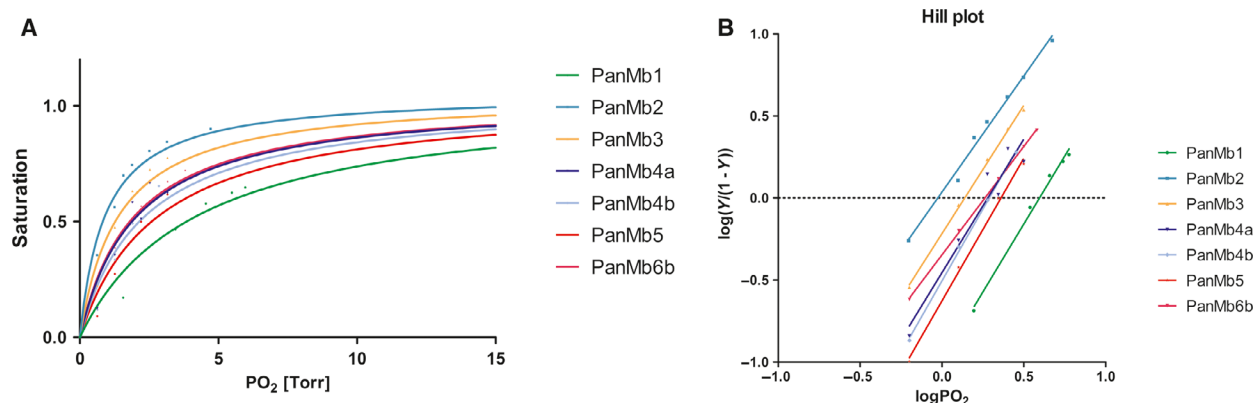 A
Saturation
1.0
0.5
0.0
0
5
10
15
PO2 [Torr]
PanMb1
PanMb2
PanMb3
PanMb4a
PanMb4b
PanMb5
PanMb6b
B
Hill plot
log(Y/(1 - Y))
1.0
0.5
0.0
–0.5
–1.0
–1.0
–0.5
0.0
0.5
1.0
logPO2
PanMb1
PanMb2
PanMb3
PanMb4a
PanMb4b
PanMb5
PanMb6b